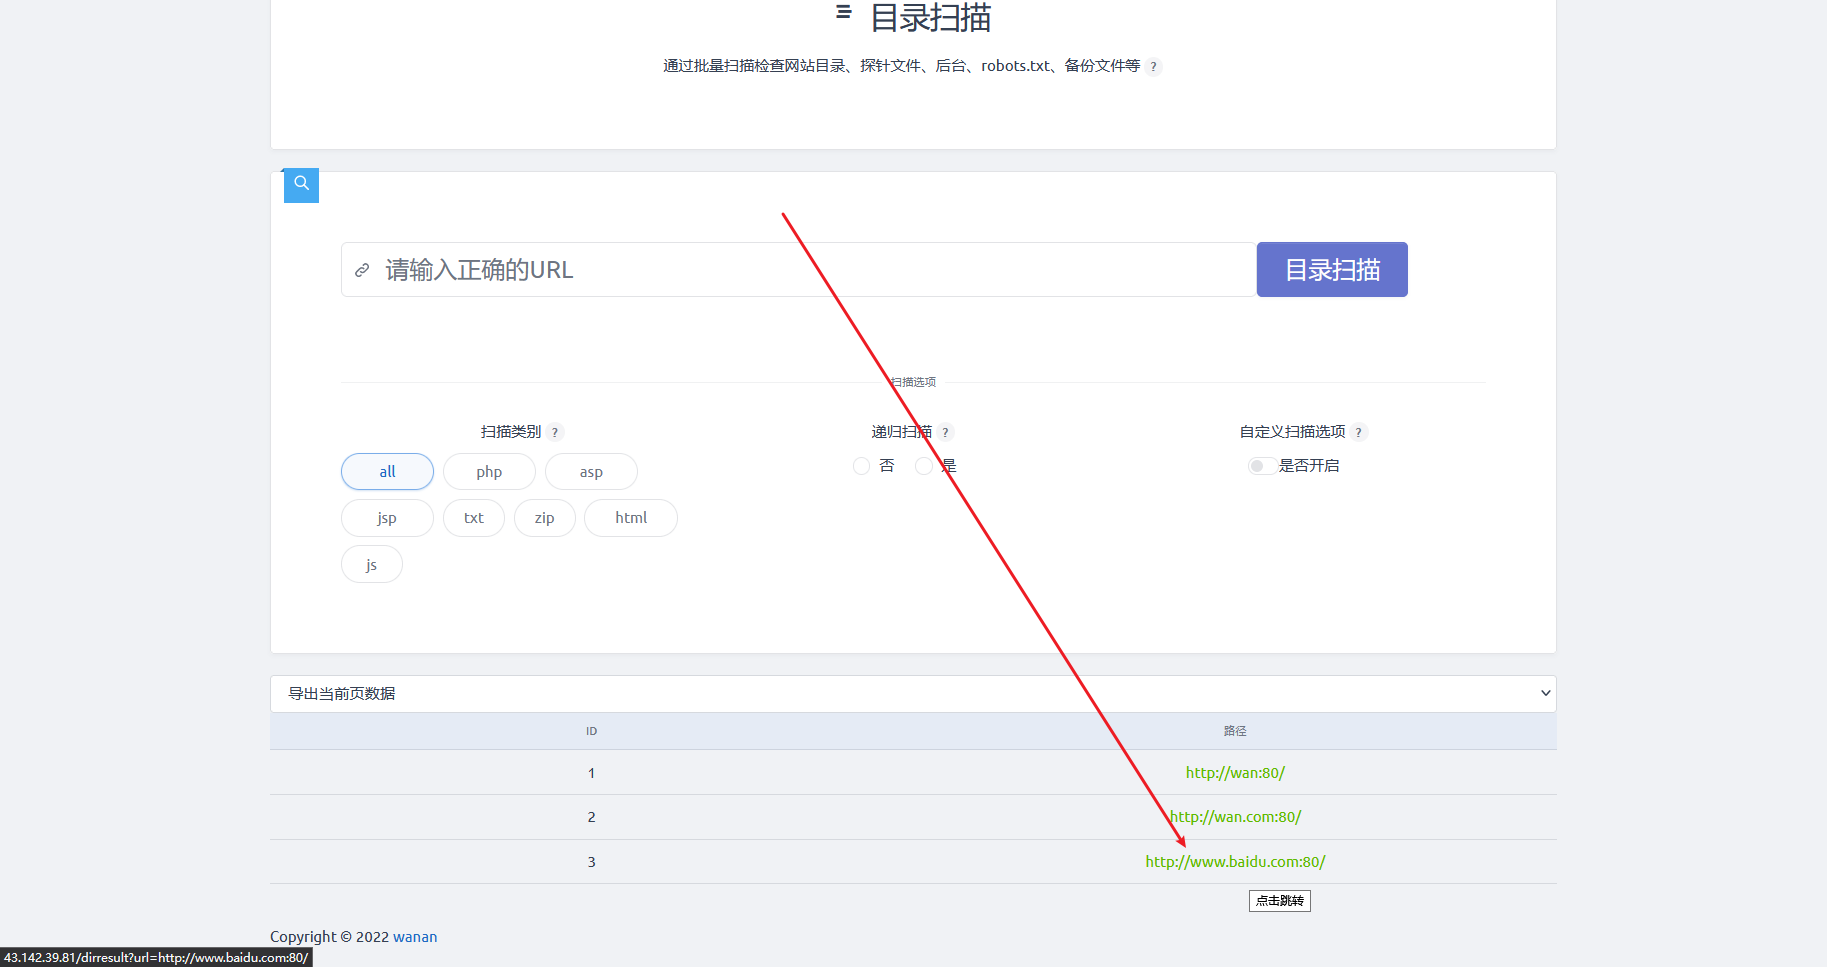 目录扫描
通过批量扫描检查网站目录、探针文件、后台、robots.txt、备份文件等 ?
请输入正确的URL
目录扫描
扫描选项
扫描类别 ?
all php asp
jsp txt zip html
js
递归扫描 ?
否 是
自定义扫描选项 ?
是否开启
导出当前页数据
ID 路径
1 http://wan:80/
2 http://wan.com:80/
3 http://www.baidu.com:80/
点击跳转
Copyright © 2022 wanan
43.142.39.81/dirresult?url=http://www.baidu.com:80/